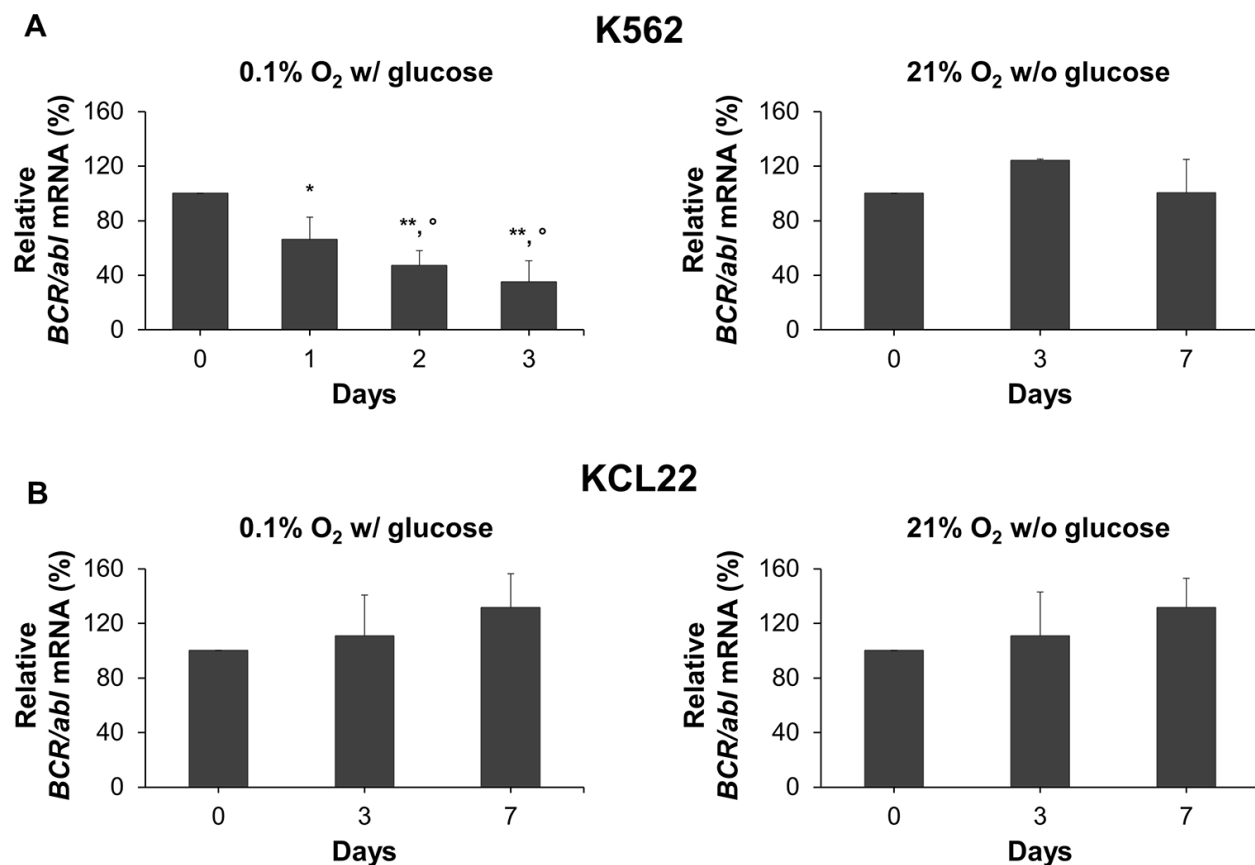 A
K562
0.1% O₂ w/ glucose
Relative
BCR/abl mRNA (%)
160
120
80
40
0
*
**, °
**, °
0 1 2 3
Days
21% O₂ w/o glucose
Relative
BCR/abl mRNA (%)
160
120
80
40
0
0 3 7
Days
B
KCL22
0.1% O₂ w/ glucose
Relative
BCR/abl mRNA (%)
160
120
80
40
0
0 3 7
Days
21% O₂ w/o glucose
Relative
BCR/abl mRNA (%)
160
120
80
40
0
0 3 7
Days